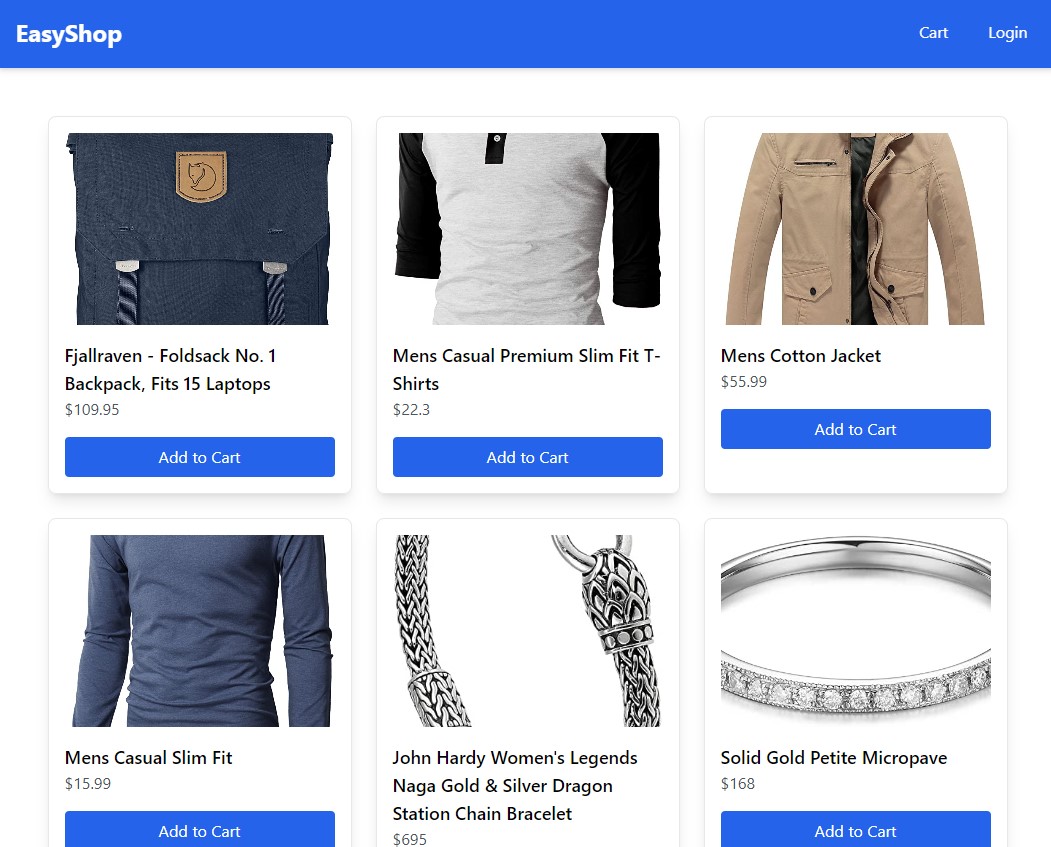 EasyShop
Cart
Login
Fjallraven - Foldsack No. 1
Backpack, Fits 15 Laptops
$109.95
Add to Cart
Mens Casual Premium Slim Fit T-
Shirts
$22.3
Add to Cart
Mens Cotton Jacket
$55.99
Add to Cart
Mens Casual Slim Fit
$15.99
Add to Cart
John Hardy Women's Legends
Naga Gold & Silver Dragon
Station Chain Bracelet
$695
Solid Gold Petite Micropave
$168
Add to Cart